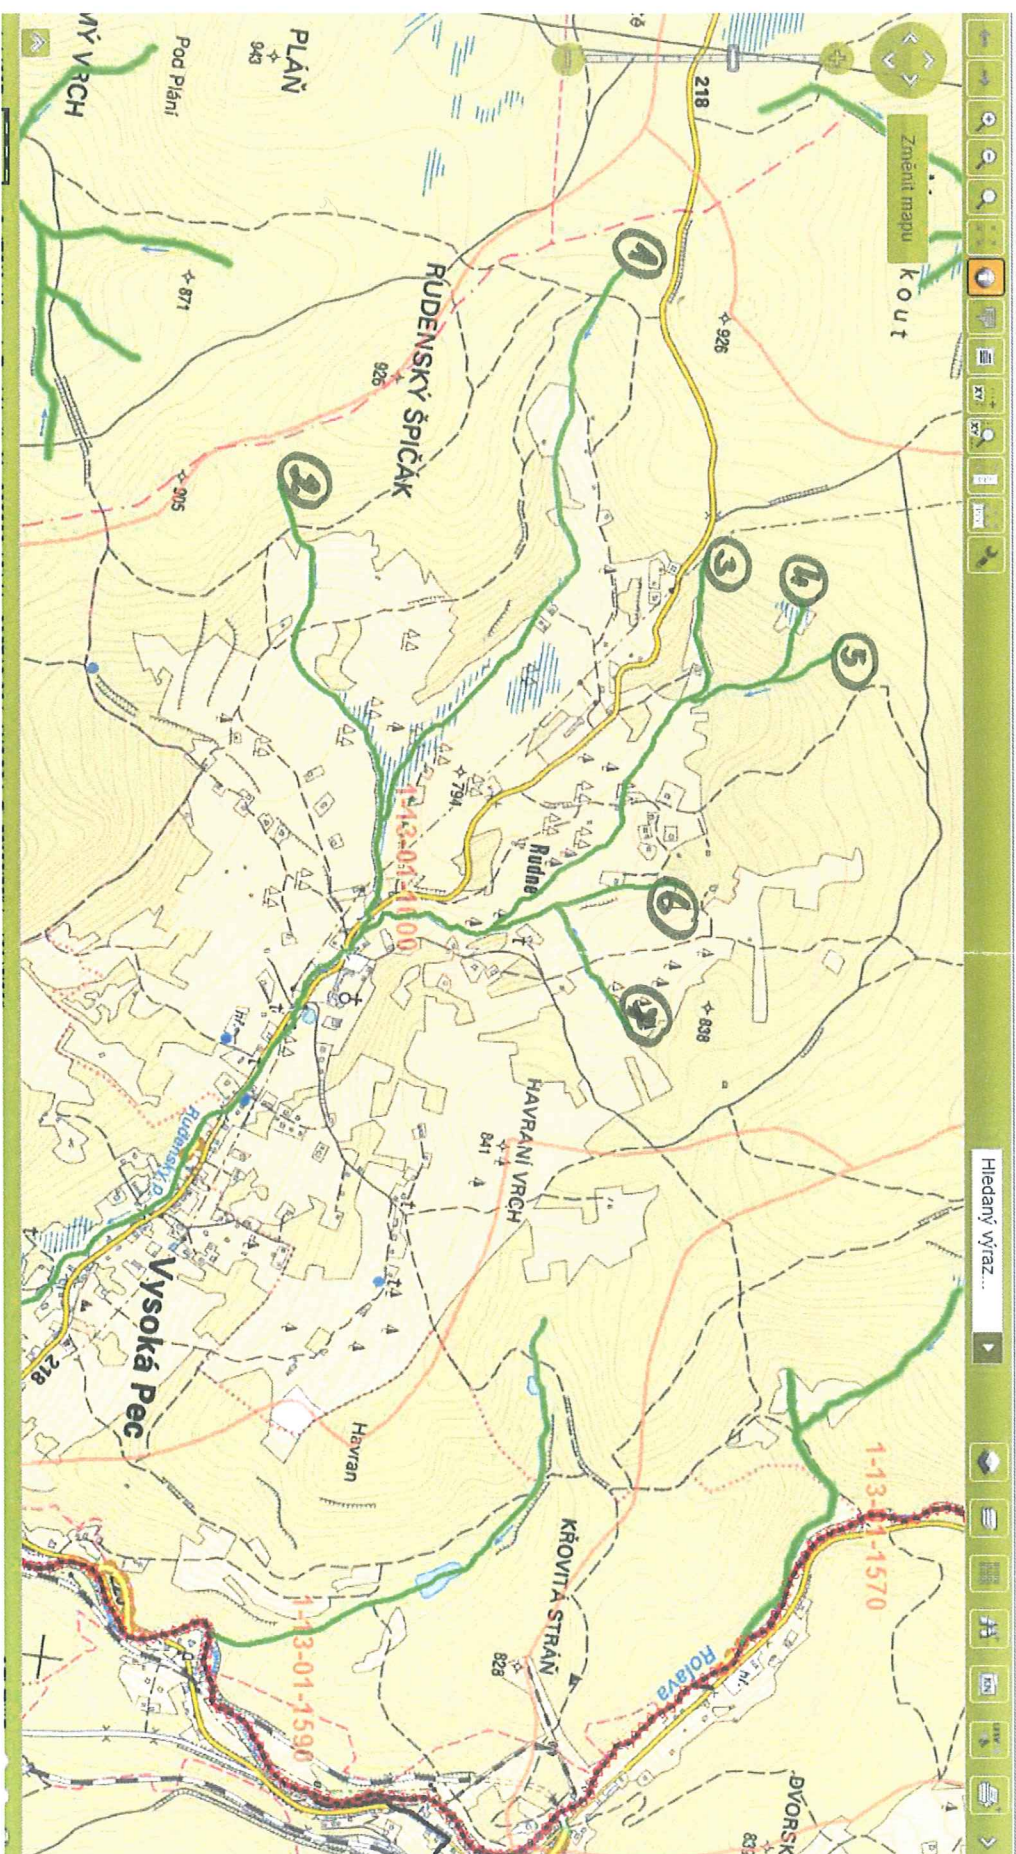 Hledaný výraz...
Změnit mapu
kout
218
926
838
1-13-01-1570
DVORSK
1
3
4
5
6
7
2
HAVRANÍ VRCH
841
KŘOVITÁ STRÁŇ
828
Rolava
Rudné
794
RUDENSKÝ ŠPIČÁK
926
1-13-01-1600
PLÁŇ
943
Pod Plání
871
905
Havran
1-13-01-1590
Rudenský p.
Vysoká Pec
218
MÝ VRCH